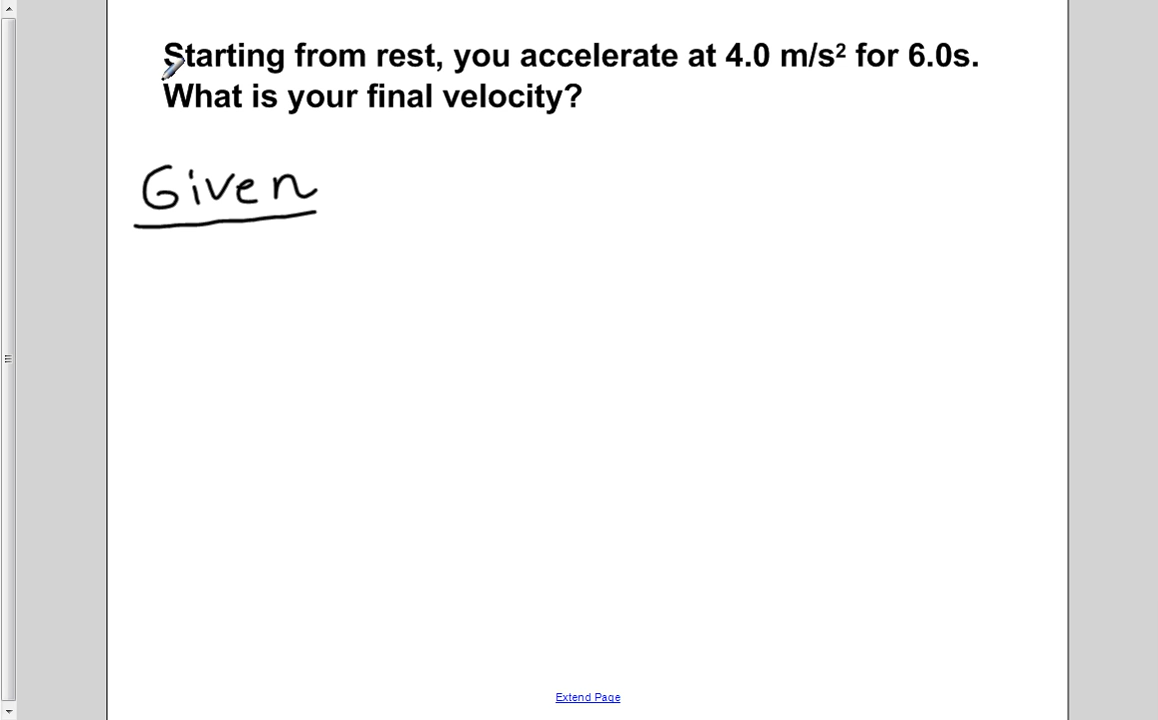 Starting from rest, you accelerate at 4.0 m/s² for 6.0s.
What is your final velocity?
Given
Extend Page